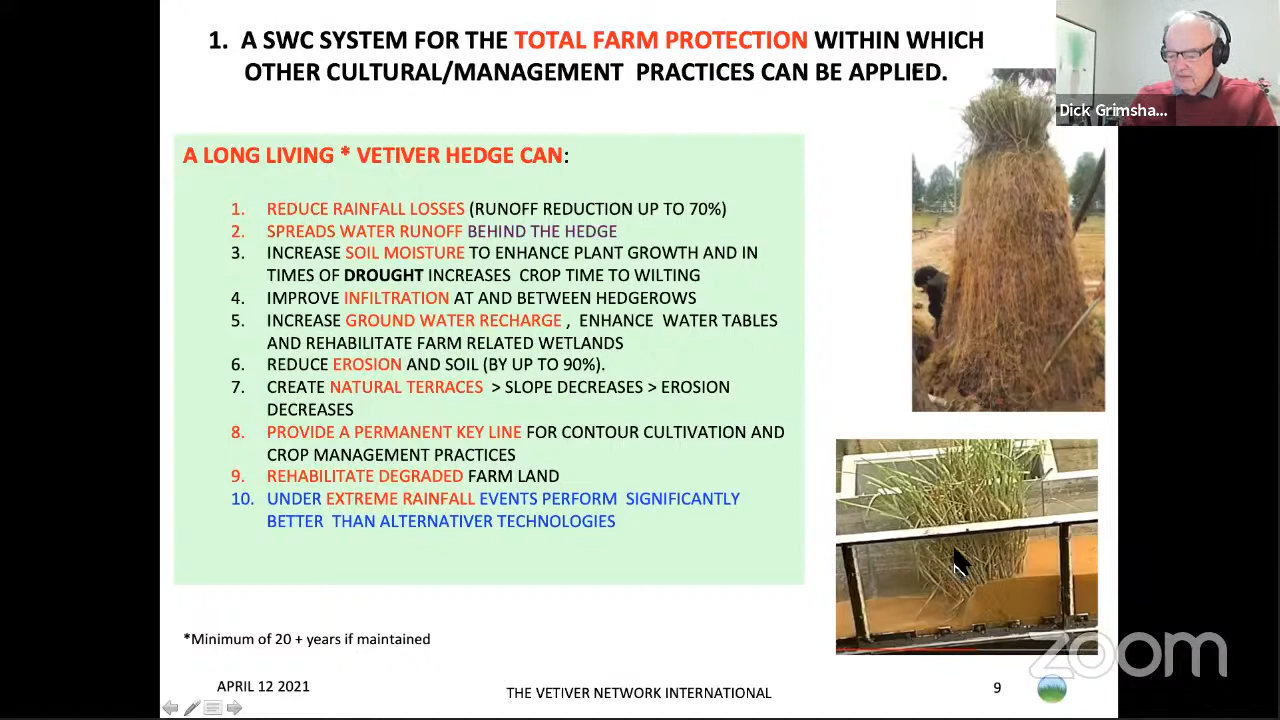 1. A SWC SYSTEM FOR THE TOTAL FARM PROTECTION WITHIN WHICH
OTHER CULTURAL/MANAGEMENT PRACTICES CAN BE APPLIED.
Dick Grimsha...
A LONG LIVING * VETIVER HEDGE CAN:
1. REDUCE RAINFALL LOSSES (RUNOFF REDUCTION UP TO 70%)
2. SPREADS WATER RUNOFF BEHIND THE HEDGE
3. INCREASE SOIL MOISTURE TO ENHANCE PLANT GROWTH AND IN
TIMES OF DROUGHT INCREASES CROP TIME TO WILTING
4. IMPROVE INFILTRATION AT AND BETWEEN HEDGEROWS
5. INCREASE GROUND WATER RECHARGE , ENHANCE WATER TABLES
AND REHABILITATE FARM RELATED WETLANDS
6. REDUCE EROSION AND SOIL (BY UP TO 90%).
7. CREATE NATURAL TERRACES > SLOPE DECREASES > EROSION
DECREASES
8. PROVIDE A PERMANENT KEY LINE FOR CONTOUR CULTIVATION AND
CROP MANAGEMENT PRACTICES
9. REHABILITATE DEGRADED FARM LAND
10. UNDER EXTREME RAINFALL EVENTS PERFORM SIGNIFICANTLY
BETTER THAN ALTERNATIVER TECHNOLOGIES
*Minimum of 20 + years if maintained
zoom
APRIL 12 2021
THE VETIVER NETWORK INTERNATIONAL
9